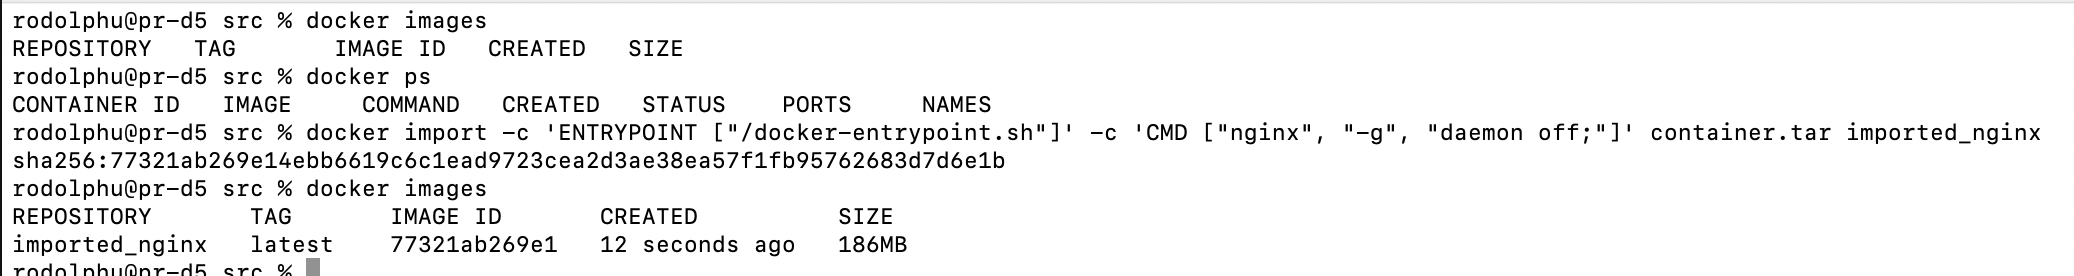 rodolphu@pr-d5 src % docker images
REPOSITORY   TAG       IMAGE ID   CREATED   SIZE
rodolphu@pr-d5 src % docker ps
CONTAINER ID   IMAGE     COMMAND   CREATED   STATUS    PORTS     NAMES
rodolphu@pr-d5 src % docker import -c 'ENTRYPOINT ["/docker-entrypoint.sh"]' -c 'CMD ["nginx", "-g", "daemon off;"]' container.tar imported_nginx
sha256:77321ab269e14ebb6619c6c1ead9723cea2d3ae38ea57f1fb95762683d7d6e1b
rodolphu@pr-d5 src % docker images
REPOSITORY       TAG       IMAGE ID       CREATED          SIZE
imported_nginx   latest    77321ab269e1   12 seconds ago   186MB
rodolphu@pr-d5 src %